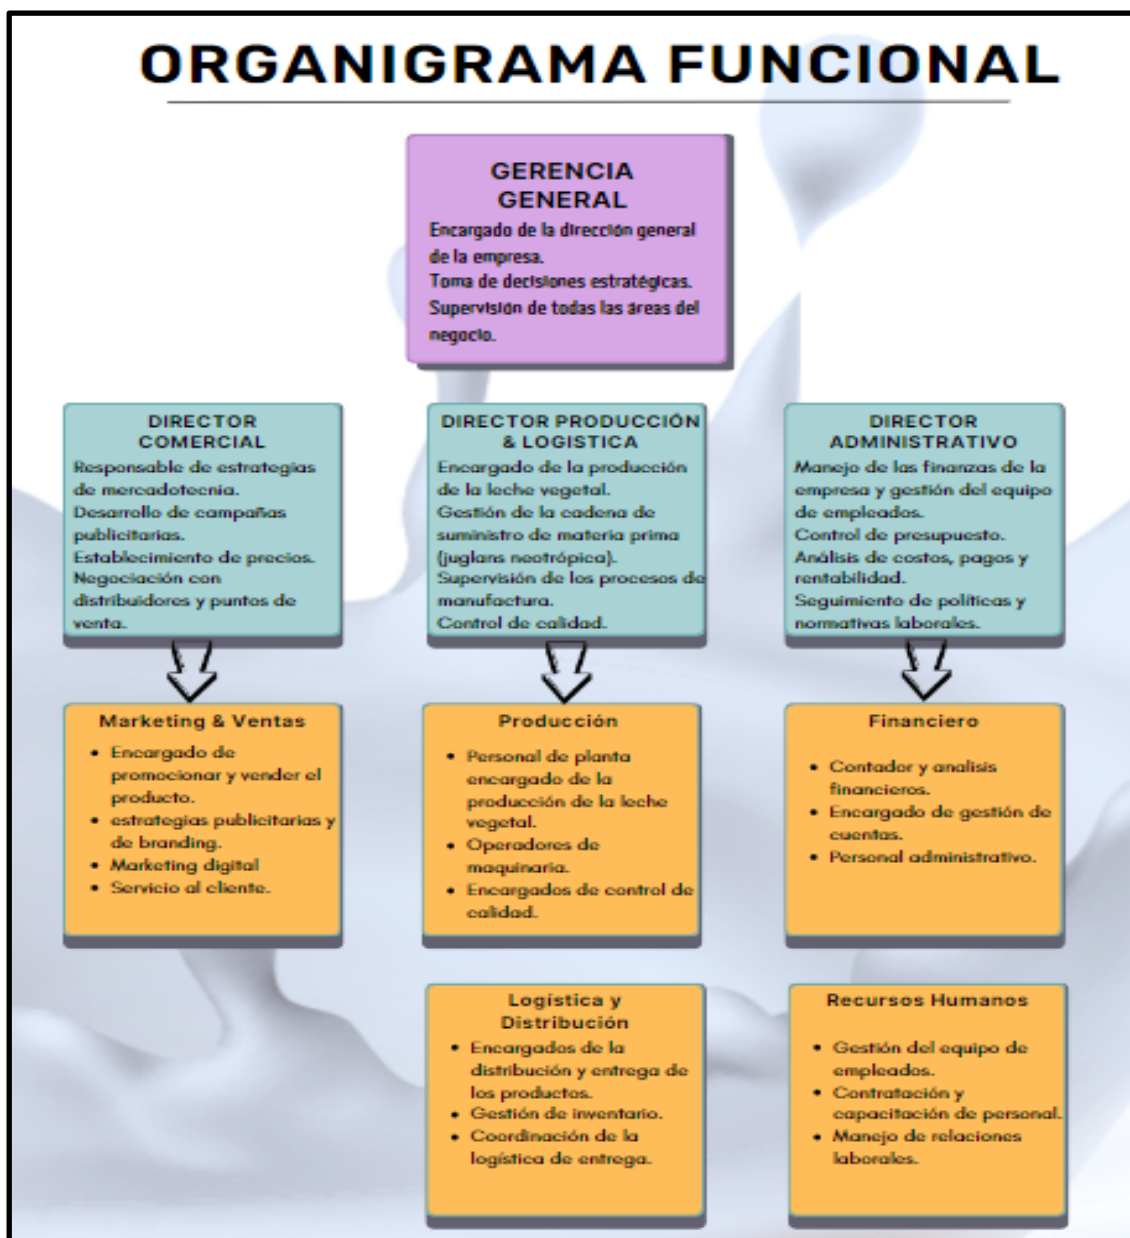 ORGANIGRAMA FUNCIONAL
GERENCIA
GENERAL
Encargado de la dirección general
de la empresa.
Toma de decisiones estratégicas.
Supervisión de todas las áreas del
negocio.
DIRECTOR
COMERCIAL
Responsable de estrategias
de mercadotecnia.
Desarrollo de campañas
publicitarias.
Establecimiento de precios.
Negociación con
distribuidores y puntos de
venta.
DIRECTOR PRODUCCIÓN
& LOGISTICA
Encargado de la producción
de la leche vegetal.
Gestión de la cadena de
suministro de materia prima
(juglans neotrópica).
Supervisión de los procesos de
manufactura.
Control de calidad.
DIRECTOR
ADMINISTRATIVO
Manejo de las finanzas de la
empresa y gestión del equipo
de empleados.
Control de presupuesto.
Análisis de costos, pagos y
rentabilidad.
Seguimiento de políticas y
normativas laborales.
Marketing & Ventas
• Encargado de
promocionar y vender el
producto.
• estrategias publicitarias y
de branding.
• Marketing digital
• Servicio al cliente.
Producción
• Personal de planta
encargado de la
producción de la leche
vegetal.
• Operadores de
maquinaria.
• Encargados de control de
calidad.
Financiero
• Contador y analisis
financieros.
• Encargado de gestión de
cuentas.
• Personal administrativo.
Logística y
Distribución
• Encargados de la
distribución y entrega de
los productos.
• Gestión de inventario.
• Coordinación de la
logística de entrega.
Recursos Humanos
• Gestión del equipo de
empleados.
• Contratación y
capacitación de personal.
• Manejo de relaciones
laborales.